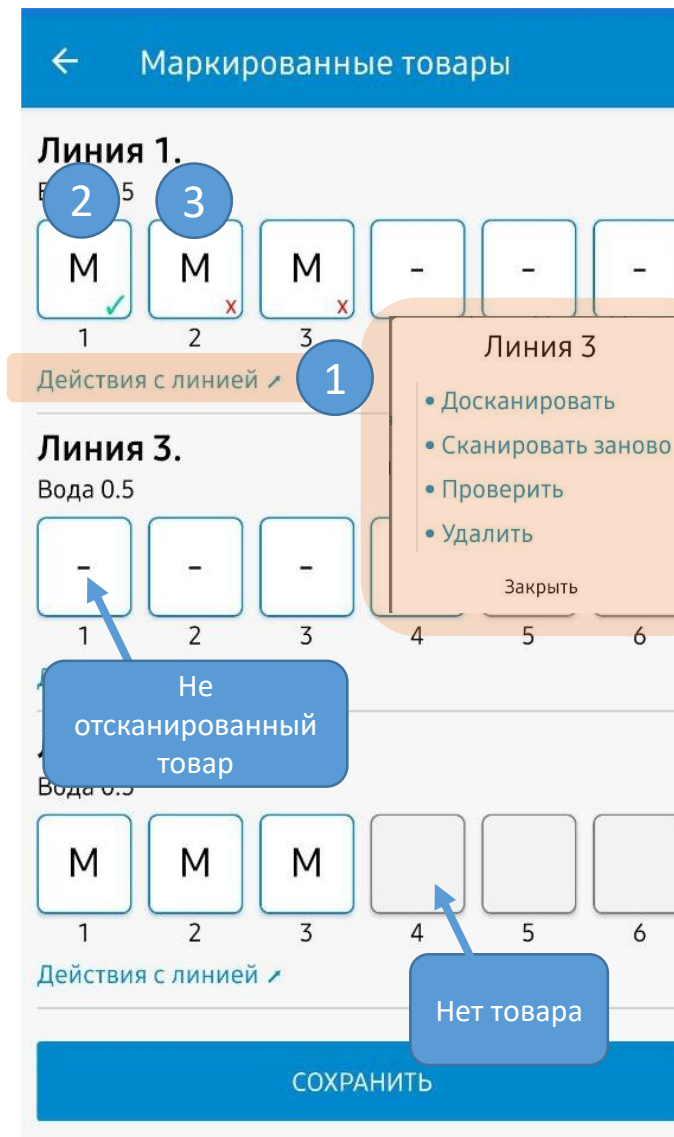 Маркированные товары
Линия 1.
5
2
3
М М М - - -
1 2 3
Действия с линией
1
Линия 3
• Досканировать
• Сканировать заново
• Проверить
• Удалить
Закрыть
Линия 3.
Вода 0.5
- - -
1 2 3 4 5 6
Не
отсканированный
товар
Вода 0.5
М М М
1 2 3 4 5 6
Действия с линией
Нет товара
СОХРАНИТЬ